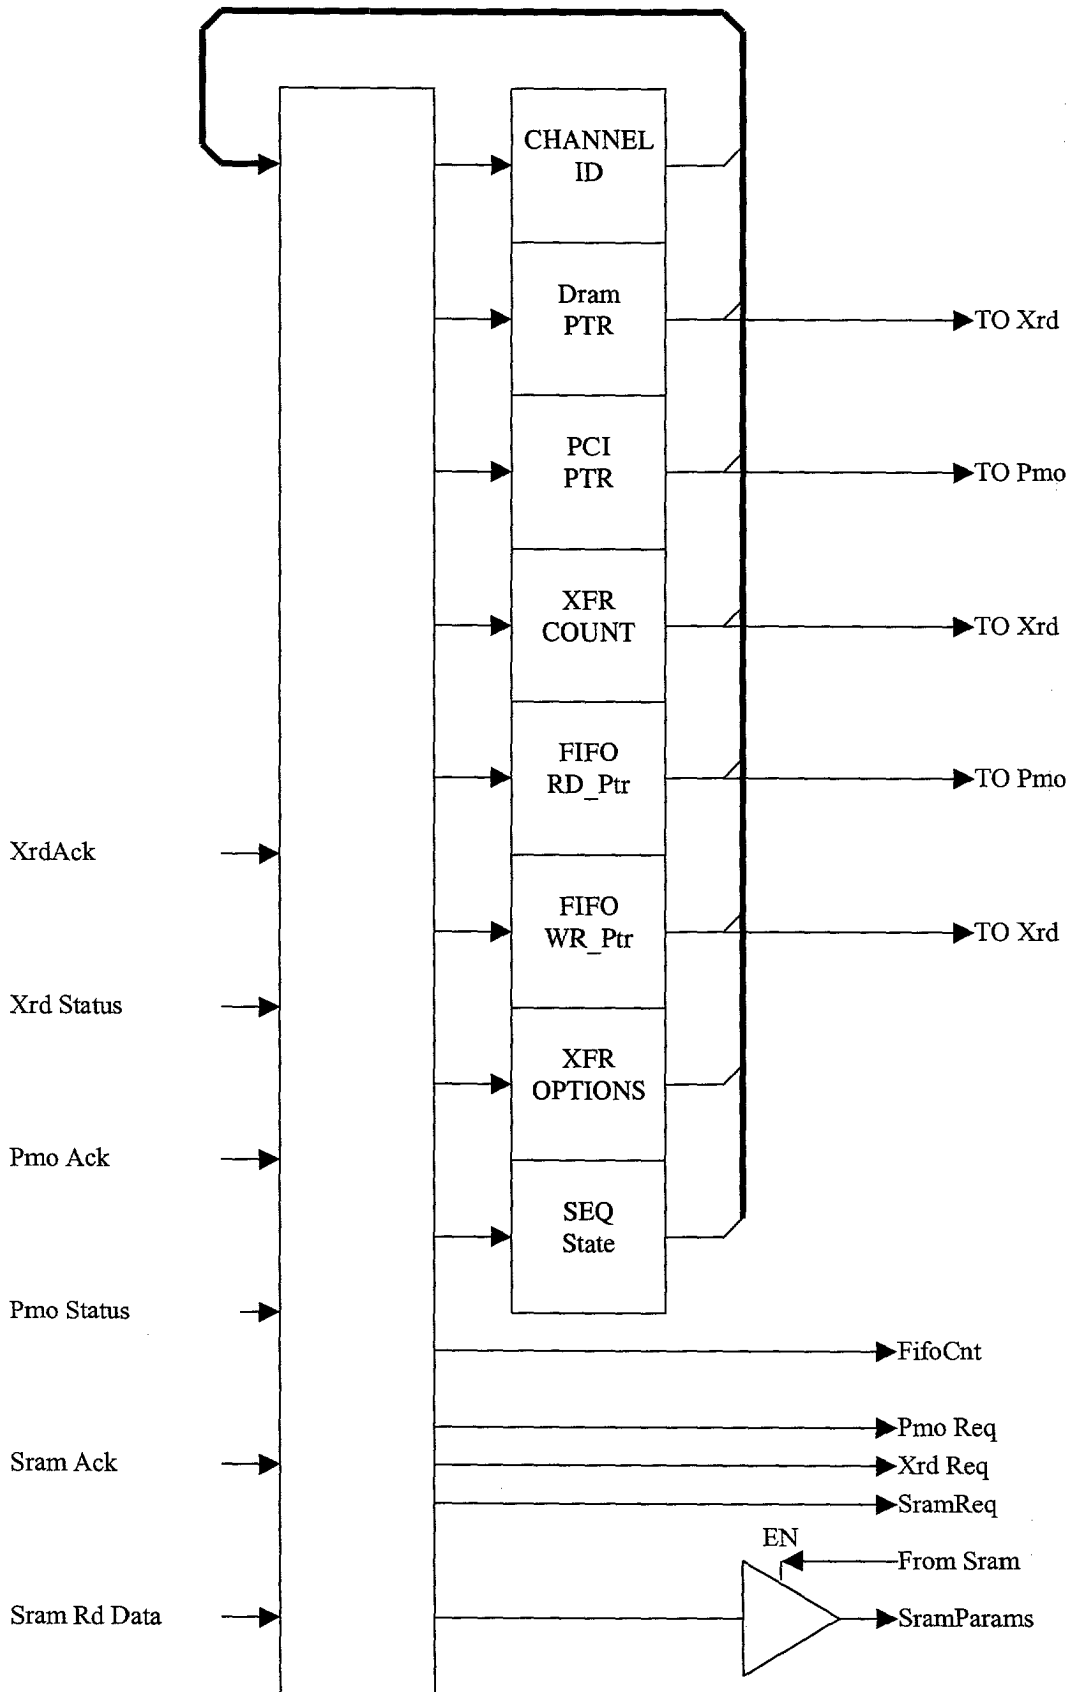 CHANNEL
ID
Dram
PTR
TO Xrd
PCI
PTR
TO Pmo
XFR
COUNT
TO Xrd
FIFO
RD_Ptr
TO Pmo
XrdAck
FIFO
WR_Ptr
TO Xrd
Xrd Status
XFR
OPTIONS
Pmo Ack
SEQ
State
Pmo Status
FifoCnt
Pmo Req
Sram Ack
Xrd Req
SramReq
EN
From Sram
Sram Rd Data
SramParams